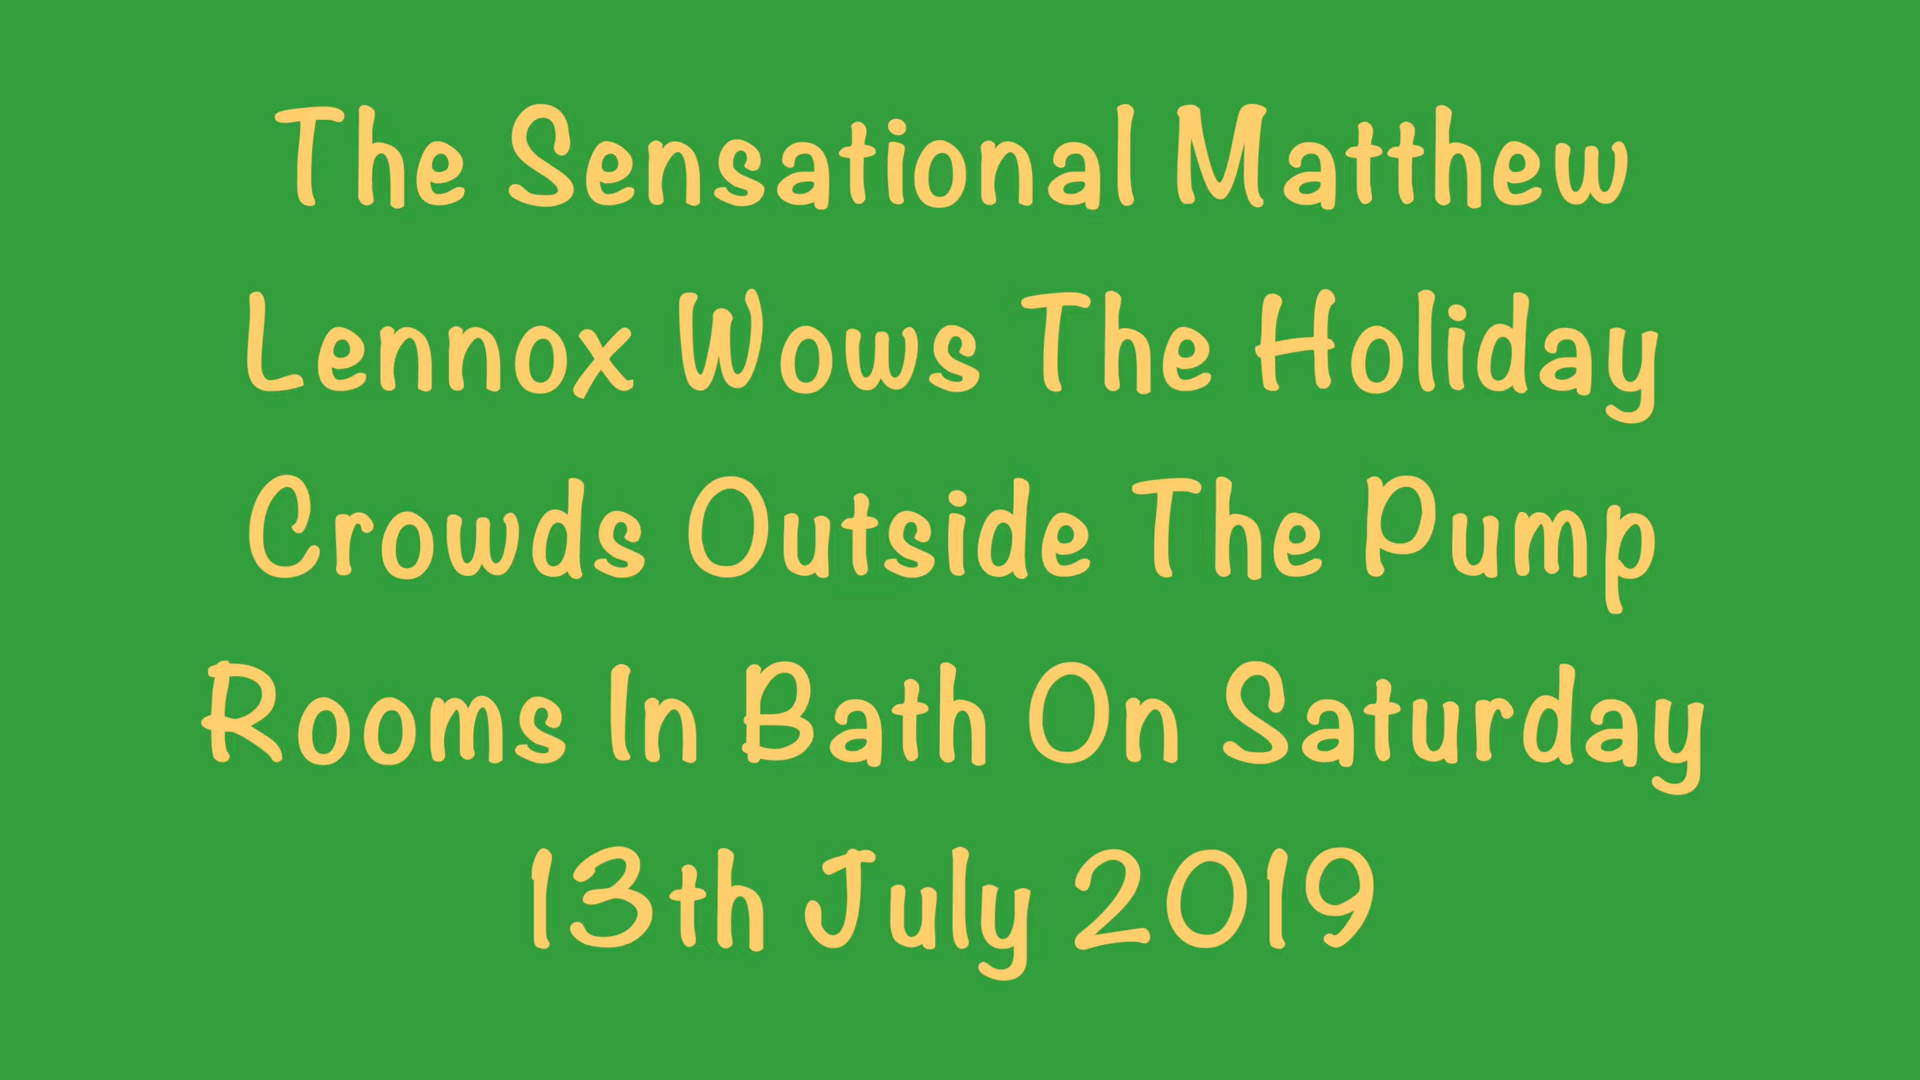 The Sensational Matthew
Lennox Wows The Holiday
Crowds Outside The Pump
Rooms In Bath On Saturday
13th July 2019